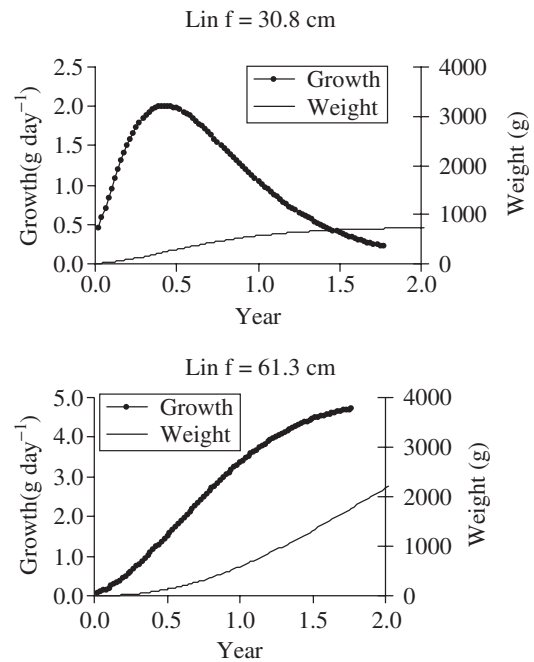 Lin f = 30.8 cm
2.5
2.0
1.5
1.0
0.5
0.0
Growth(g day⁻¹)
Growth
Weight
4000
3000
2000
1000
0
Weight (g)
0.0 0.5 1.0 1.5 2.0
Year
Lin f = 61.3 cm
5.0
4.0
3.0
2.0
1.0
0.0
Growth(g day⁻¹)
Growth
Weight
4000
3000
2000
1000
0
Weight (g)
0.0 0.5 1.0 1.5 2.0
Year